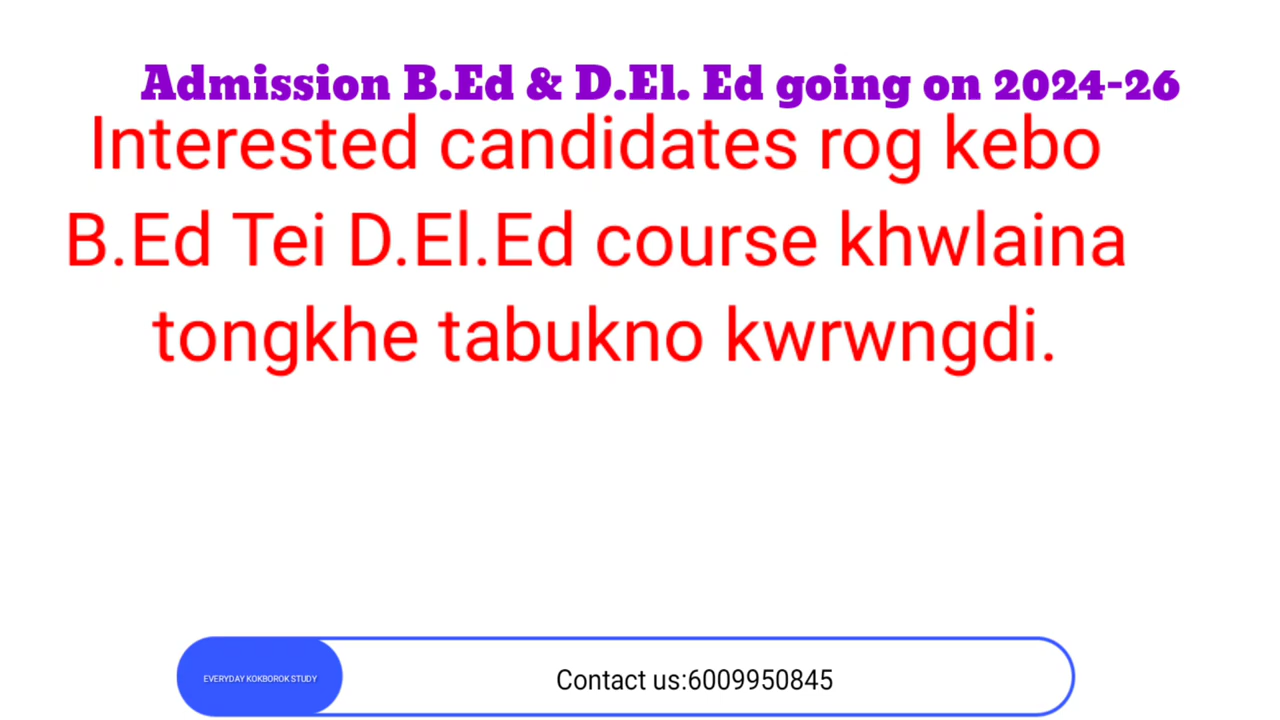 Admission B.Ed & D.El. Ed going on 2024-26
Interested candidates rog kebo
B.Ed Tei D.El.Ed course khwlaina
tongkhe tabukno kwrwngdi.
EVERYDAY KOKBOROK STUDY
Contact us:6009950845